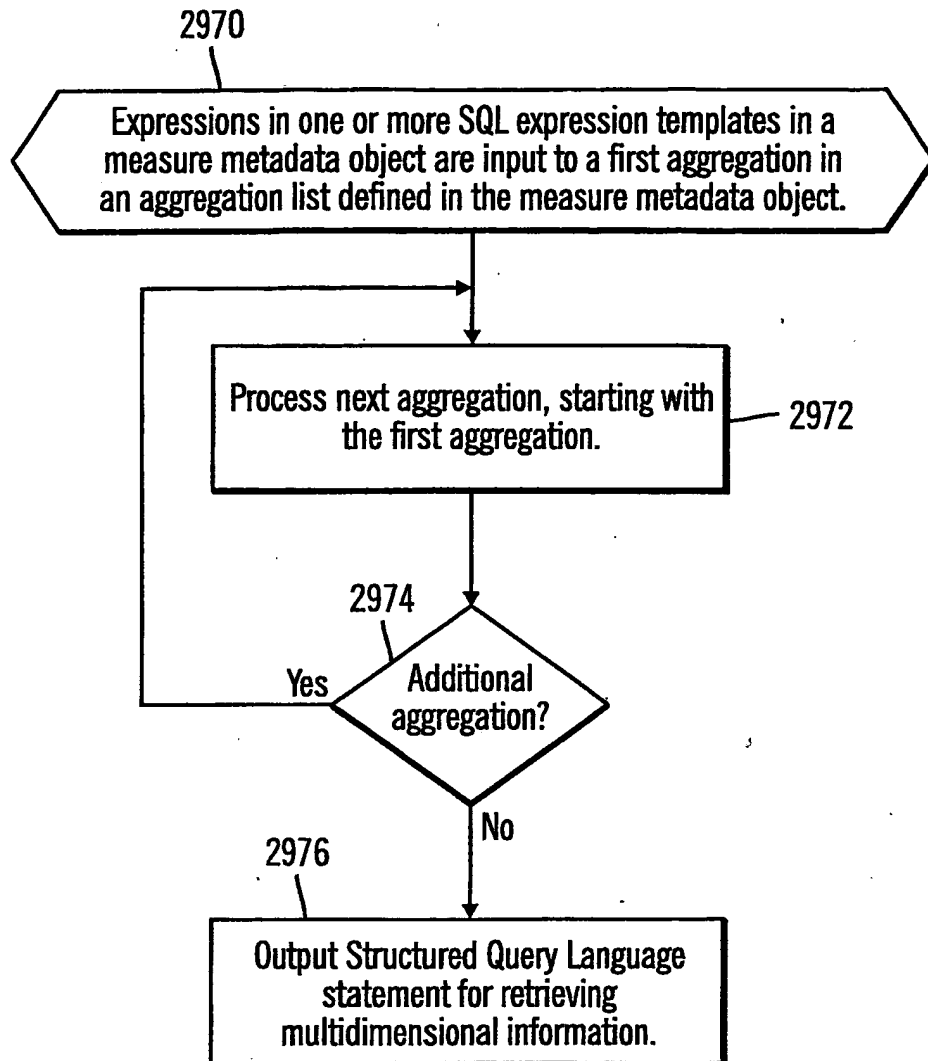 2970
Expressions in one or more SQL expression templates in a
measure metadata object are input to a first aggregation in
an aggregation list defined in the measure metadata object.
Process next aggregation, starting with
the first aggregation.
2972
2974
Yes
Additional
aggregation?
No
2976
Output Structured Query Language
statement for retrieving
multidimensional information.